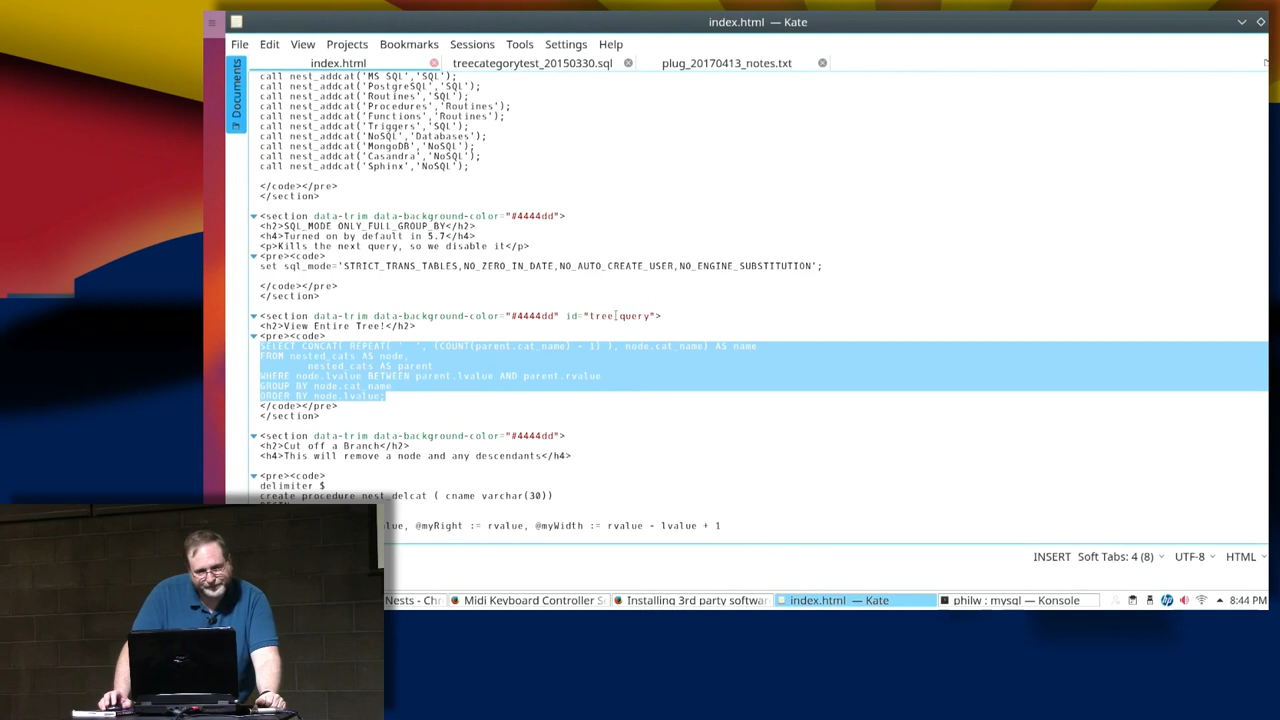 index.html — Kate
File Edit View Projects Bookmarks Sessions Tools Settings Help
index.html treecategorytest_20150330.sql plug_20170413_notes.txt
Documents
call nest_addcat('MS SQL','SQL');
call nest_addcat('PostgreSQL','SQL');
call nest_addcat('Routines','SQL');
call nest_addcat('Procedures','Routines');
call nest_addcat('Functions','Routines');
call nest_addcat('Triggers','SQL');
call nest_addcat('NoSQL','Databases');
call nest_addcat('MongoDB','NoSQL');
call nest_addcat('Casandra','NoSQL');
call nest_addcat('Sphinx','NoSQL');
</code></pre>
</section>
<section data-trim data-background-color="#4444dd">
<h2>SQL_MODE ONLY_FULL_GROUP_BY</h2>
<h4>Turned on by default in 5.7</h4>
<p>Kills the next query, so we disable it</p>
<pre><code>
set sql_mode='STRICT_TRANS_TABLES,NO_ZERO_IN_DATE,NO_AUTO_CREATE_USER,NO_ENGINE_SUBSTITUTION';
</code></pre>
</section>
<section data-trim data-background-color="#4444dd" id="tree_query">
<h2>View Entire Tree!</h2>
<pre><code>
SELECT CONCAT( REPEAT( '  ', (COUNT(parent.cat_name) - 1) ), node.cat_name) AS name
FROM nested_cats AS node,
nested_cats AS parent
WHERE node.lvalue BETWEEN parent.lvalue AND parent.rvalue
GROUP BY node.cat_name
ORDER BY node.lvalue;
</code></pre>
</section>
<section data-trim data-background-color="#4444dd">
<h2>Cut off a Branch</h2>
<h4>This will remove a node and any descendants</h4>
<pre><code>
delimiter $
create procedure nest_delcat ( cname varchar(30))
@myRight := rvalue, @myWidth := rvalue - lvalue + 1
INSERT Soft Tabs: 4 (8) UTF-8 HTML
Nests - Chr Midi Keyboard Controller S Installing 3rd party softwar index.html — Kate philw : mysql — Konsole hp 8:44 PM